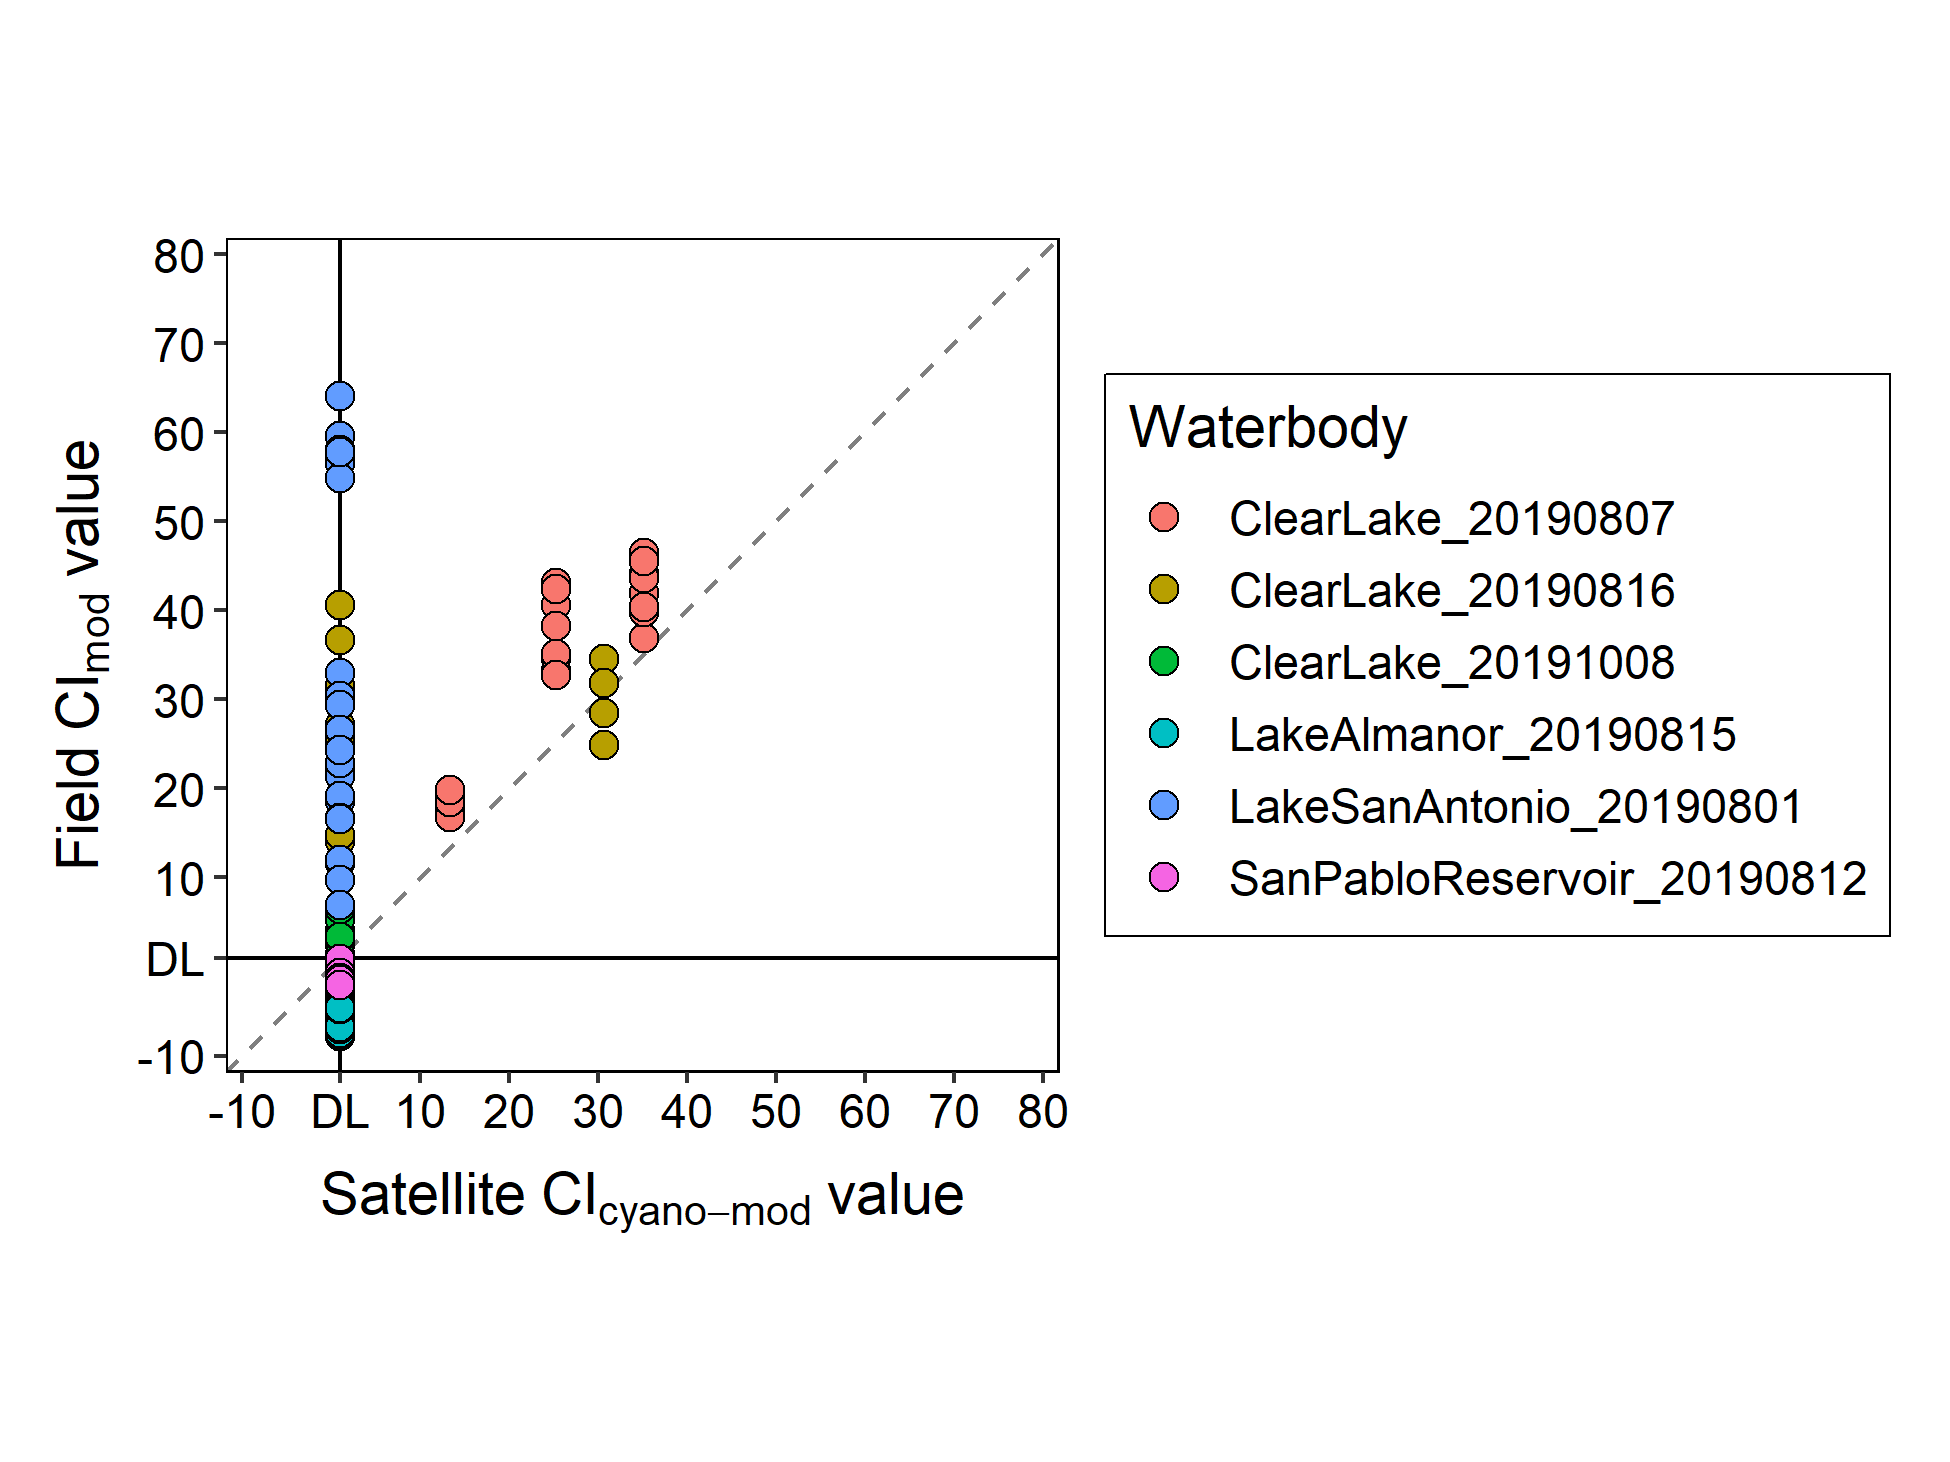 80
70
60
50
40
30
20
10
DL
-10
Field CImod value
-10 DL 10 20 30 40 50 60 70 80
Satellite CIcyano−mod value
Waterbody
ClearLake_20190807
ClearLake_20190816
ClearLake_20191008
LakeAlmanor_20190815
LakeSanAntonio_20190801
SanPabloReservoir_20190812